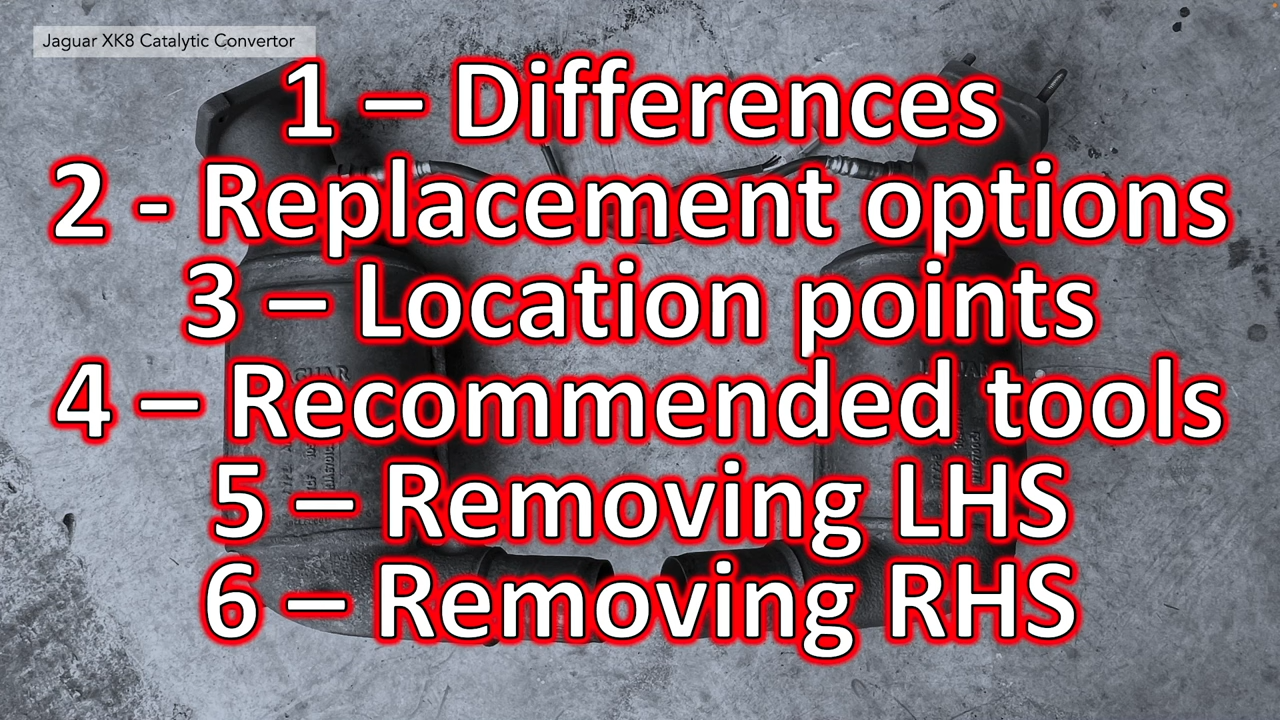 Jaguar XK8 Catalytic Convertor
1 – Differences
2 - Replacement options
3 – Location points
4 – Recommended tools
5 – Removing LHS
6 – Removing RHS